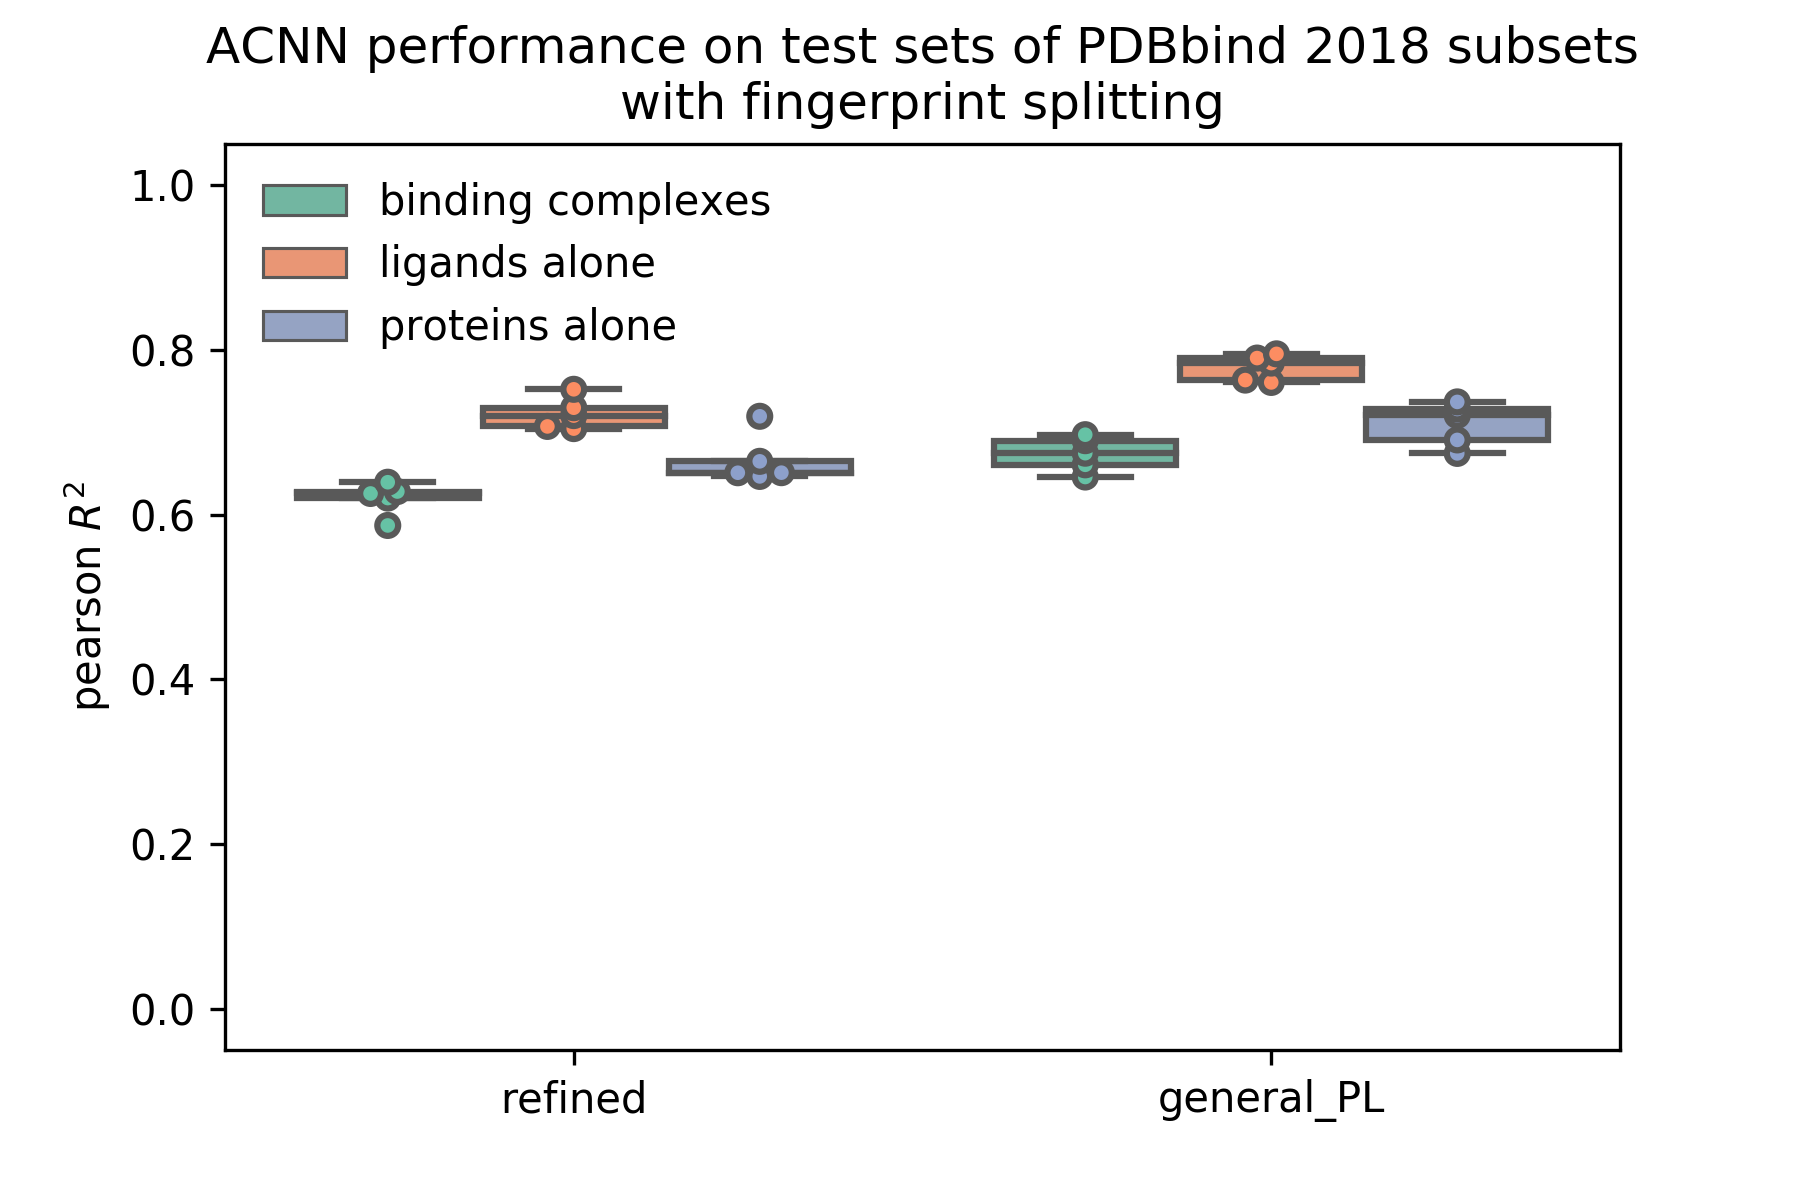 ACNN performance on test sets of PDBbind 2018 subsets
with fingerprint splitting
binding complexes
ligands alone
proteins alone
pearson R²
1.0
0.8
0.6
0.4
0.2
0.0
refined
general_PL